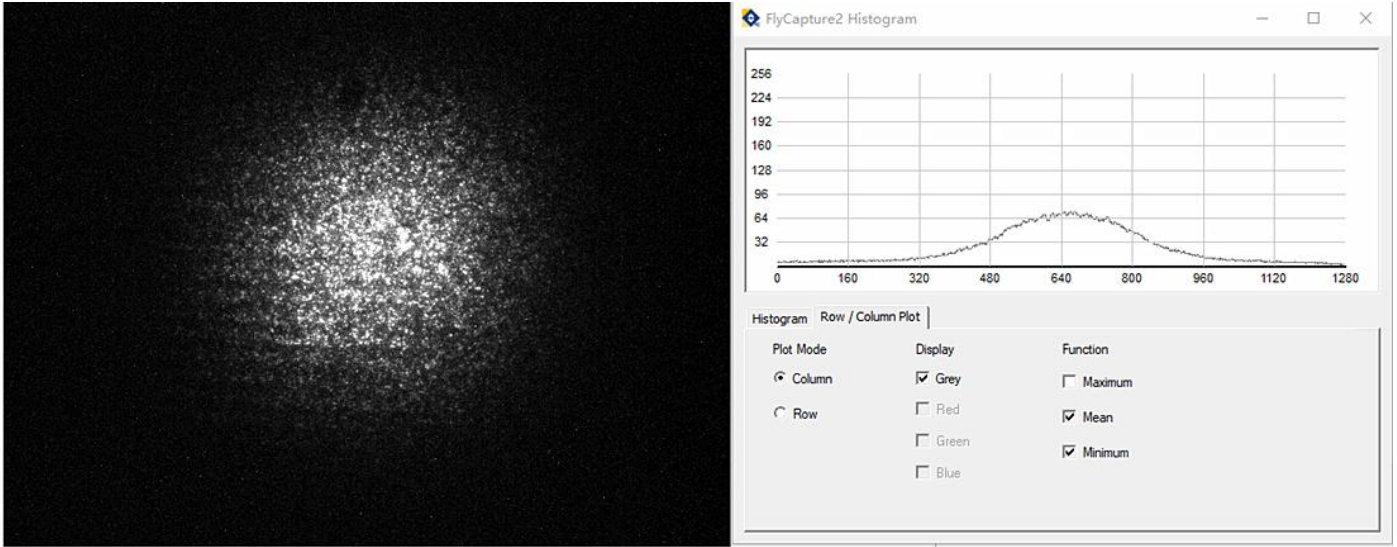 FlyCapture2 Histogram
256
224
192
160
128
96
64
32
0 160 320 480 640 800 960 1120 1280
Histogram Row / Column Plot
Plot Mode Display Function
Column Grey Maximum
Row Red Mean
Green Minimum
Blue